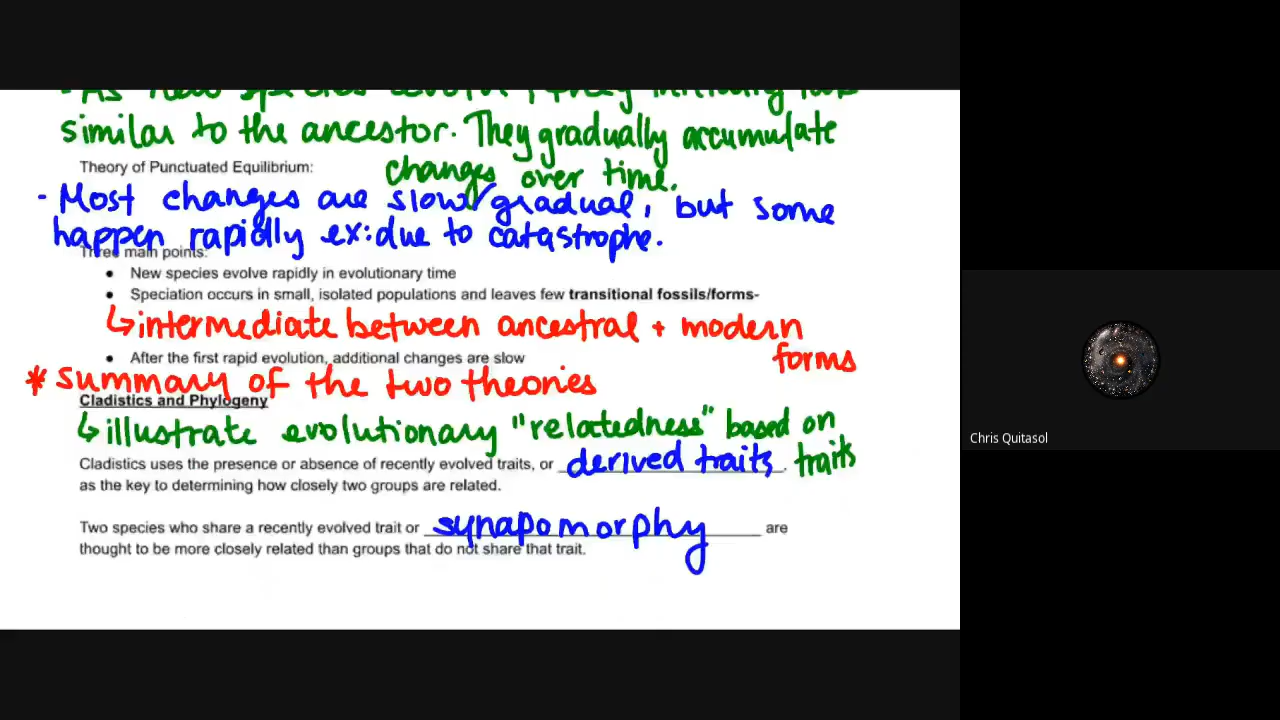 similar to the ancestor. They gradually accumulate
Theory of Punctuated Equilibrium:
changes over time.
- Most changes are slow/gradual, but some
happen rapidly ex: due to catastrophe.
Three main points:
• New species evolve rapidly in evolutionary time
• Speciation occurs in small, isolated populations and leaves few transitional fossils/forms-
↳ intermediate between ancestral + modern
forms
• After the first rapid evolution, additional changes are slow
* Summary of the two theories
Cladistics and Phylogeny
↳ illustrate evolutionary "relatedness" based on
traits
Cladistics uses the presence or absence of recently evolved traits, or derived traits,
as the key to determining how closely two groups are related.
Two species who share a recently evolved trait or synapomorphy are
thought to be more closely related than groups that do not share that trait.
Chris Quitasol